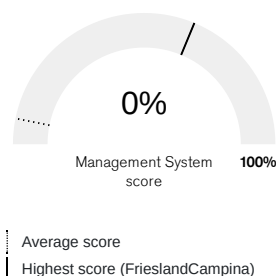 0%
Management System
score
100%
Average score
Highest score (FrieslandCampina)